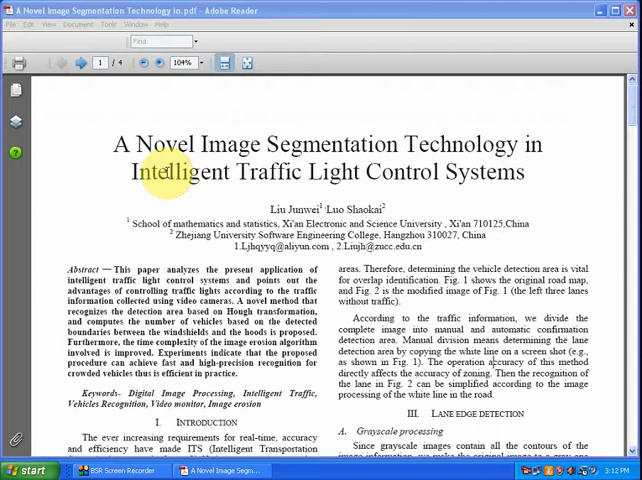 A Novel Image Segmentation Technology in.pdf - Adobe Reader
File Edit View Document Tools Window Help
Find
1 / 4
104%
A Novel Image Segmentation Technology in
Intelligent Traffic Light Control Systems
Liu Junwei1 ,Luo Shaokai2
1 School of mathematics and statistics, Xi'an Electronic and Science University , Xi'an 710125,China
2 Zhejiang University Software Engineering College, Hangzhou 310027, China
1.Ljhqyyq@aliyun.com , 2.Liujh@zucc.edu.cn
Abstract — This paper analyzes the present application of
intelligent traffic light control systems and points out the
advantages of controlling traffic lights according to the traffic
information collected using video cameras. A novel method that
recognizes the detection area based on Hough transformation,
and computes the number of vehicles based on the detected
boundaries between the windshields and the hoods is proposed.
Furthermore, the time complexity of the image erosion algorithm
involved is improved. Experiments indicate that the proposed
procedure can achieve fast and high-precision recognition for
crowded vehicles thus is efficient in practice.
Keywords- Digital Image Processing, Intelligent Traffic,
Vehicles Recognition, Video monitor, Image erosion
I. INTRODUCTION
The ever increasing requirements for real-time, accuracy
and efficiency have made ITS (Intelligent Transportation
areas. Therefore, determining the vehicle detection area is vital
for overlap identification. Fig. 1 shows the original road map,
and Fig. 2 is the modified image of Fig. 1 (the left three lanes
without traffic).
According to the traffic information, we divide the
complete image into manual and automatic confirmation
detection area. Manual division means determining the lane
detection area by copying the white line on a screen shot (e.g.,
as shown in Fig. 1). The operation accuracy of this method
directly affects the accuracy of zoning. Then the recognition of
the lane in Fig. 2 can be simplified according to the image
processing of the white line in the road.
III. LANE EDGE DETECTION
A. Grayscale processing
Since grayscale images contain all the contours of the
start
BSR Screen Recorder
A Novel Image Segm...
3:12 PM